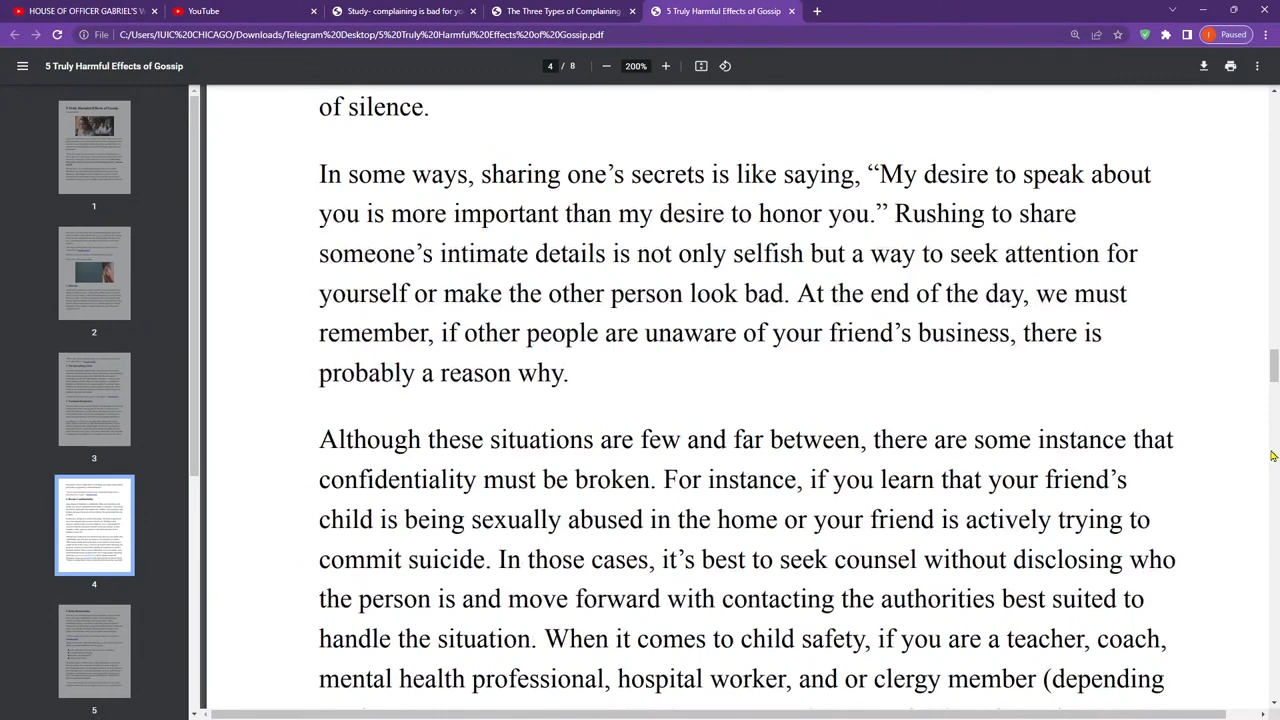 HOUSE OF OFFICER GABRIEL'S W
YouTube
Study- complaining is bad for yo
The Three Types of Complaining
5 Truly Harmful Effects of Gossip
File
C:/Users/IUIC%20CHICAGO/Downloads/Telegram%20Desktop/5%20Truly%20Harmful%20Effects%20of%20Gossip.pdf
I Paused
5 Truly Harmful Effects of Gossip
4 / 8
200%
of silence.
In some ways, sharing one’s secrets is like saying, “My desire to speak about
you is more important than my desire to honor you.” Rushing to share
someone’s intimate details is not only selfish but a way to seek attention for
yourself or make the other person look bad. At the end of the day, we must
remember, if other people are unaware of your friend’s business, there is
probably a reason why.
Although these situations are few and far between, there are some instance that
confidentiality must be broken. For instance, if you learn that your friend’s
child is being sexually abused in the home or your friend is actively trying to
commit suicide. In those cases, it’s best to seek counsel without disclosing who
the person is and move forward with contacting the authorities best suited to
handle the situation. When it comes to child safety, if you are a teacher, coach,
mental health professional, hospital worker, and or clergy member (depending
1
2
3
4
5